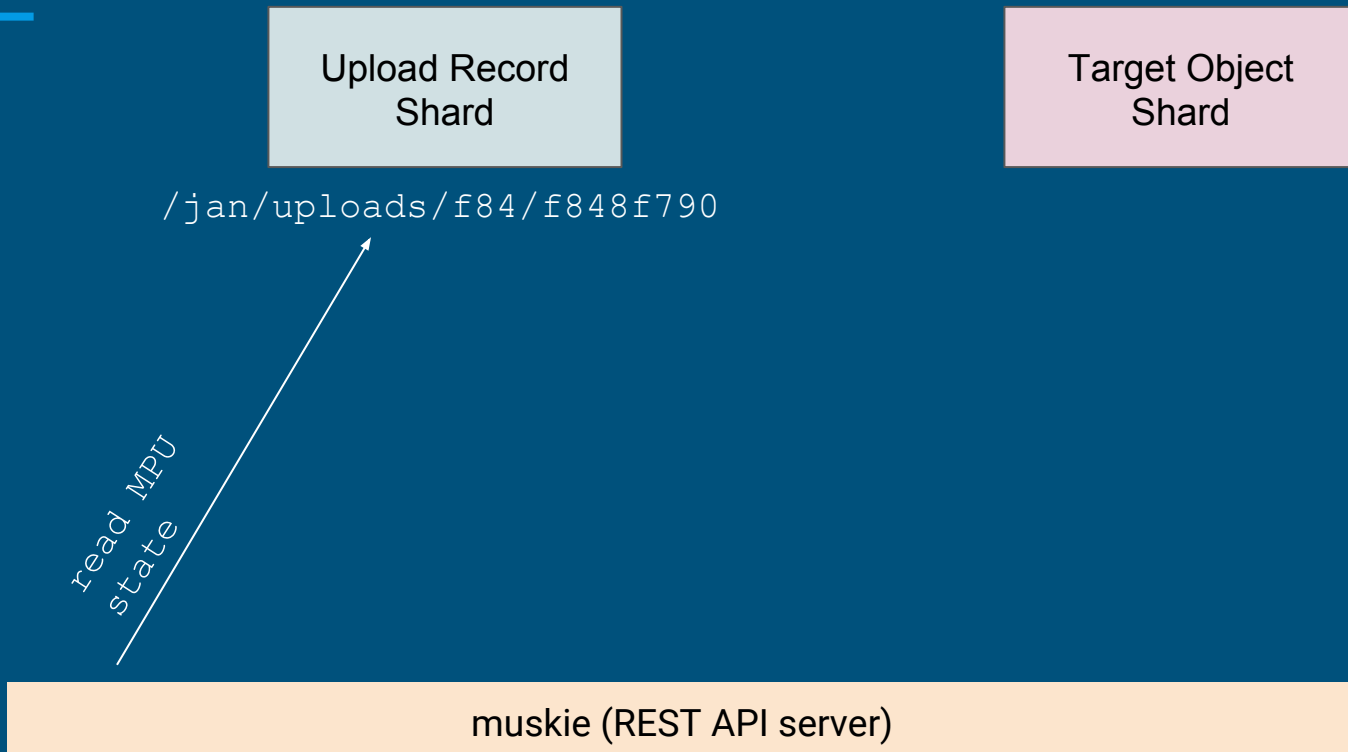 Upload Record
Shard
Target Object
Shard
/jan/uploads/f84/f848f790
read MPU
state
muskie (REST API server)